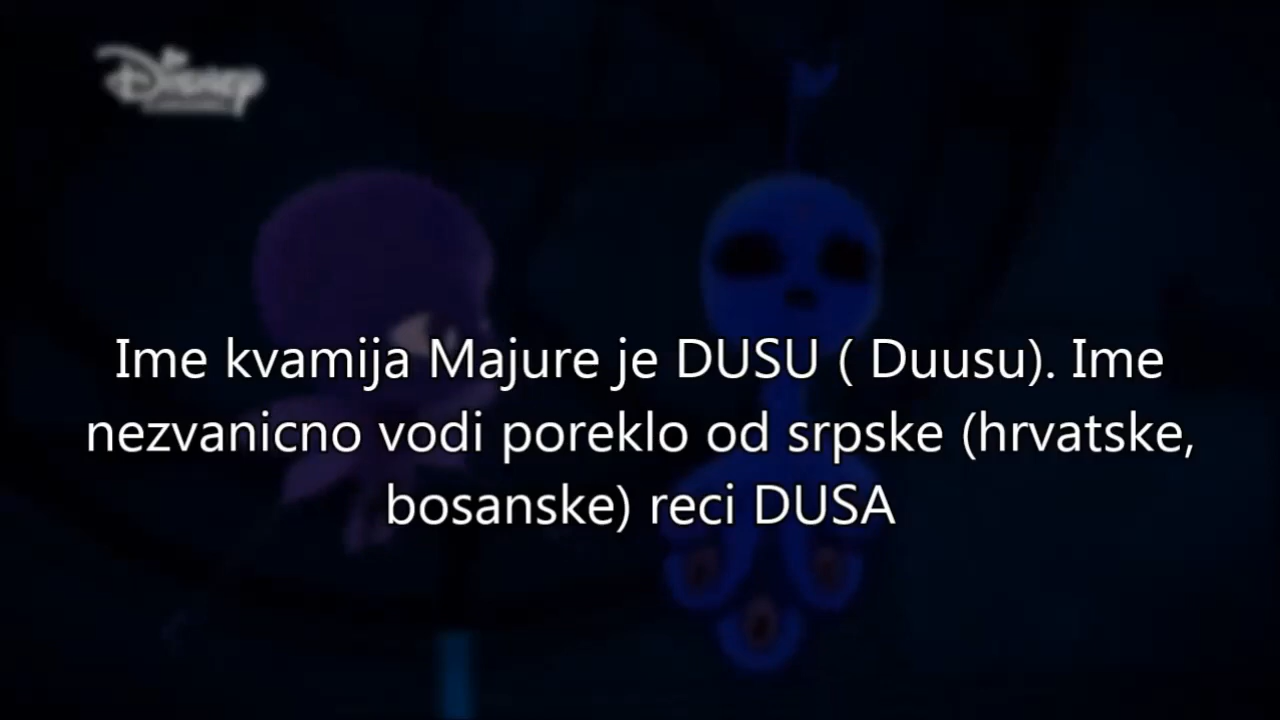 Disney
Ime kvamija Majure je DUSU ( Duusu). Ime
nezvanicno vodi poreklo od srpske (hrvatske,
bosanske) reci DUSA